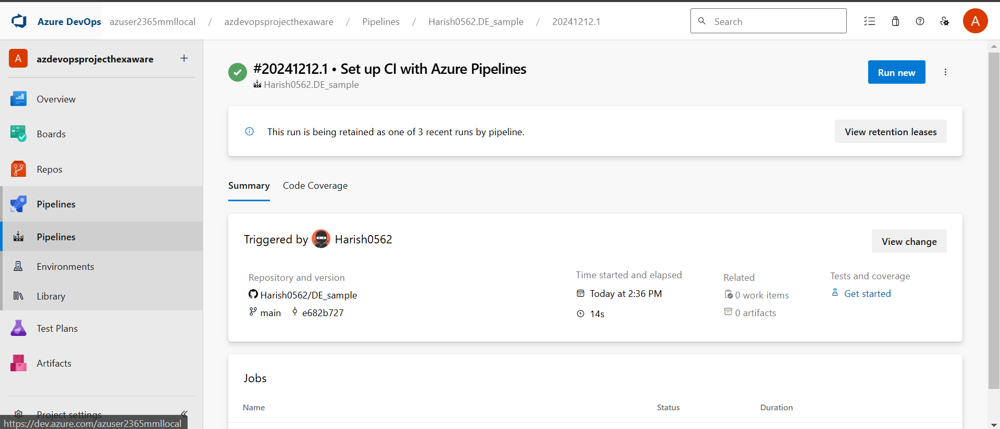 Azure DevOps azuser2365mmllocal / azdevopsprojecthexaware / Pipelines / Harish0562.DE_sample / 20241212.1
Search
A
A azdevopsprojecthexaware +
Overview
Boards
Repos
Pipelines
Pipelines
Environments
Library
Test Plans
Artifacts
Project settings
https://dev.azure.com/azuser2365mmllocal
#20241212.1 • Set up CI with Azure Pipelines
Harish0562.DE_sample
Run new
This run is being retained as one of 3 recent runs by pipeline.
View retention leases
Summary Code Coverage
Triggered by Harish0562
View change
Repository and version
Harish0562/DE_sample
main e682b727
Time started and elapsed
Today at 2:36 PM
14s
Related
0 work items
0 artifacts
Tests and coverage
Get started
Jobs
Name Status Duration